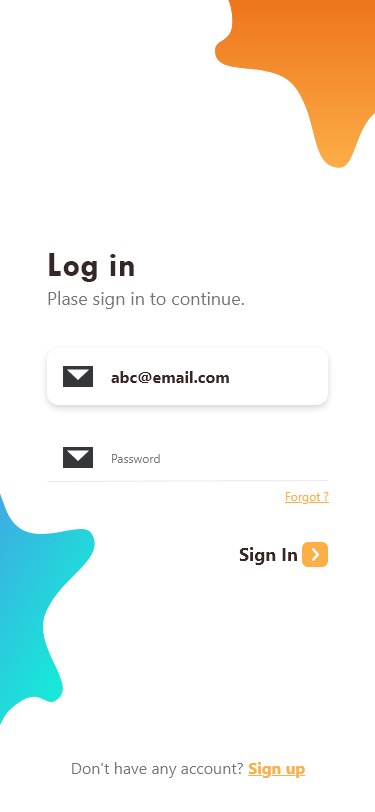 Log in
Plase sign in to continue.
abc@email.com
Password
Forgot ?
Sign In
Don't have any account? Sign up